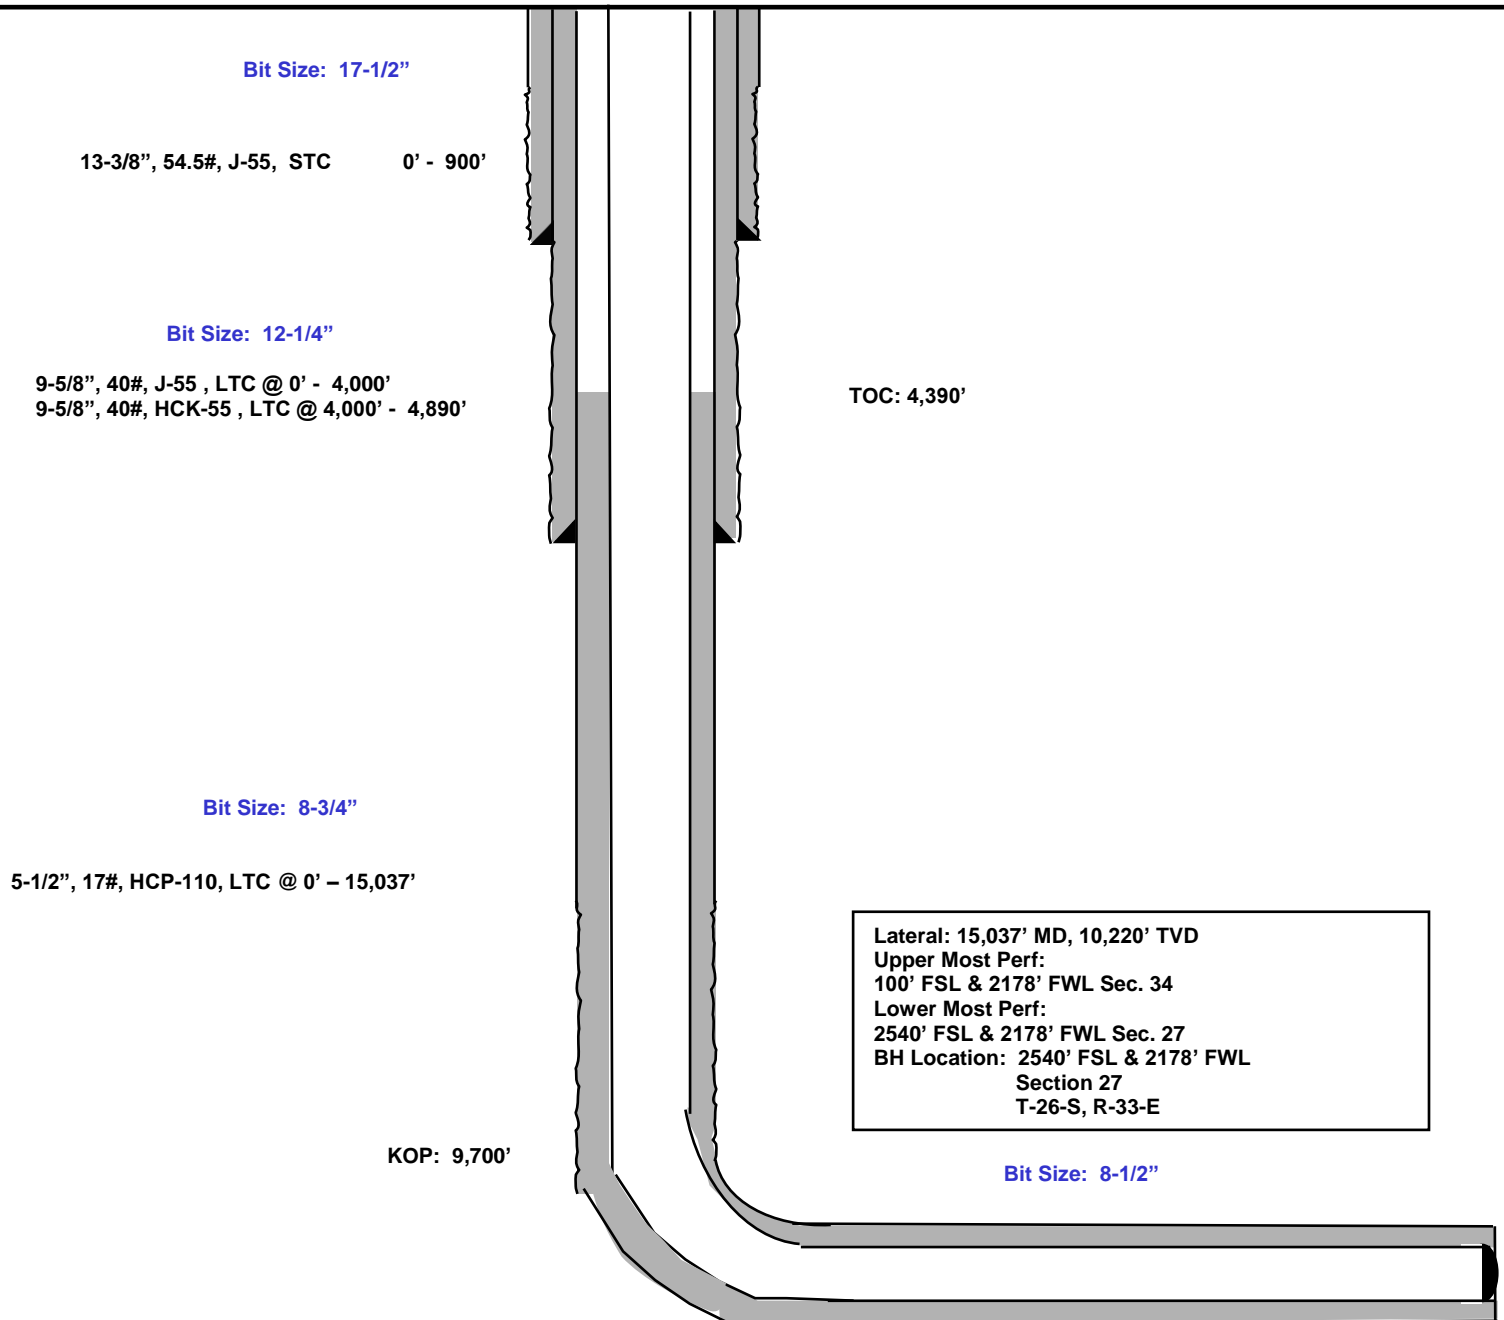 Bit Size:  17-1/2”
13-3/8”, 54.5#, J-55,  STC            0’ -  900’
Bit Size:  12-1/4”
9-5/8”, 40#, J-55 , LTC @ 0’ -  4,000’
9-5/8”, 40#, HCK-55 , LTC @ 4,000’ -  4,890’
TOC: 4,390’
Bit Size:  8-3/4”
5-1/2”, 17#, HCP-110, LTC @ 0’ – 15,037’
Lateral: 15,037’ MD, 10,220’ TVD
Upper Most Perf:
100’ FSL & 2178’ FWL Sec. 34
Lower Most Perf:
2540’ FSL & 2178’ FWL Sec. 27
BH Location:  2540’ FSL & 2178’ FWL
Section 27
T-26-S, R-33-E
KOP:  9,700’
Bit Size:  8-1/2”